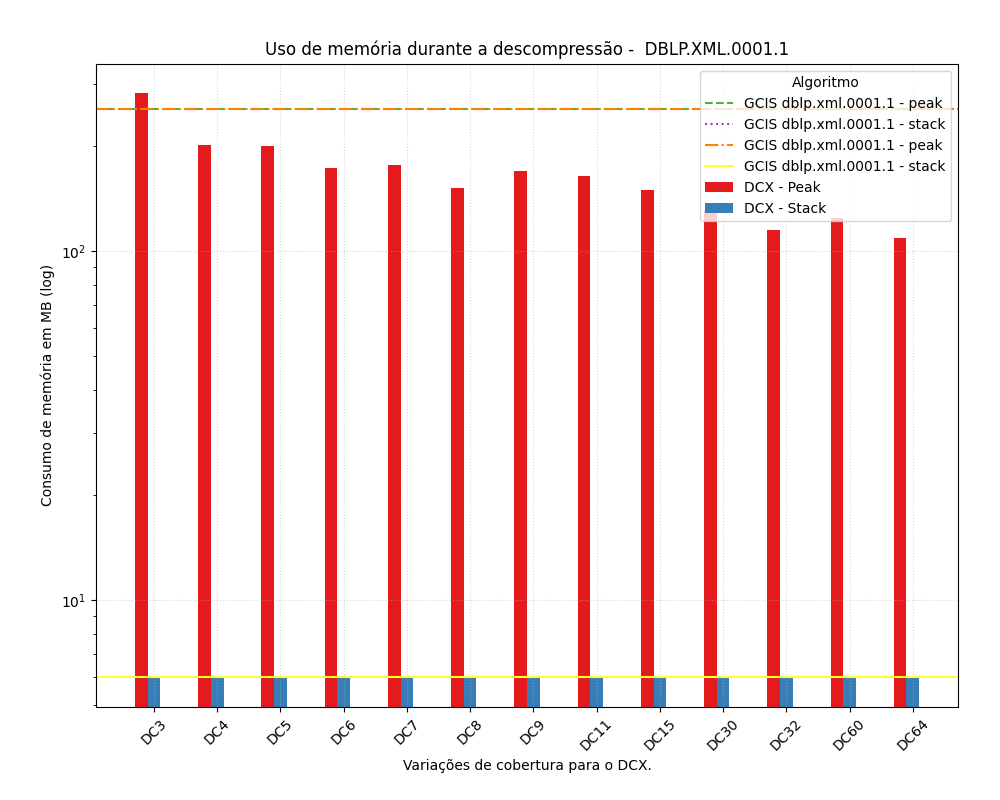 Uso de memória durante a descompressão -  DBLP.XML.0001.1
Algoritmo
GCIS dblp.xml.0001.1 - peak
GCIS dblp.xml.0001.1 - stack
GCIS dblp.xml.0001.1 - peak
GCIS dblp.xml.0001.1 - stack
DCX - Peak
DCX - Stack
Consumo de memória em MB (log)
10²
10¹
DC3 DC4 DC5 DC6 DC7 DC8 DC9 DC11 DC15 DC30 DC32 DC60 DC64
Variações de cobertura para o DCX.